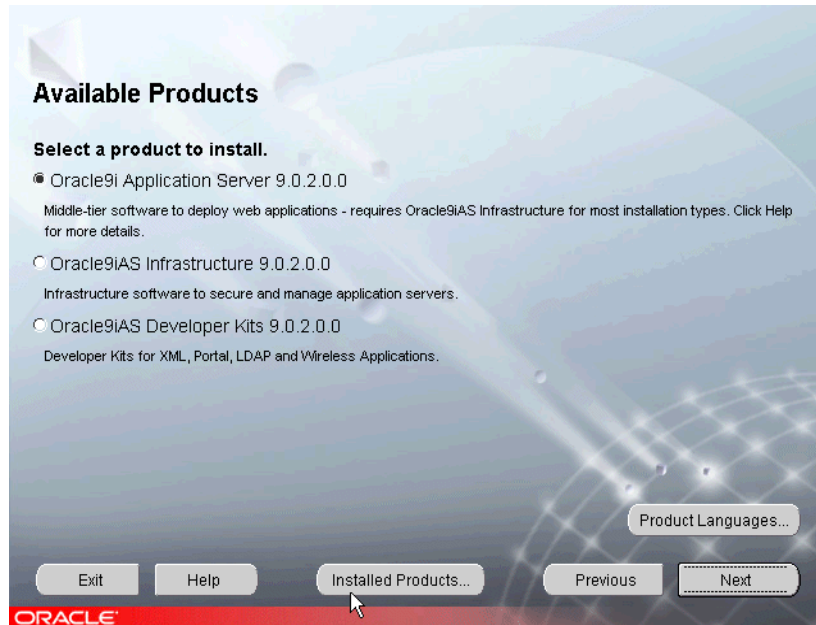 Available Products
Select a product to install.
Oracle9i Application Server 9.0.2.0.0
Middle-tier software to deploy web applications - requires Oracle9iAS Infrastructure for most installation types. Click Help
for more details.
Oracle9iAS Infrastructure 9.0.2.0.0
Infrastructure software to secure and manage application servers.
Oracle9iAS Developer Kits 9.0.2.0.0
Developer Kits for XML, Portal, LDAP and Wireless Applications.
Product Languages...
Exit Help Installed Products... Previous Next
ORACLE